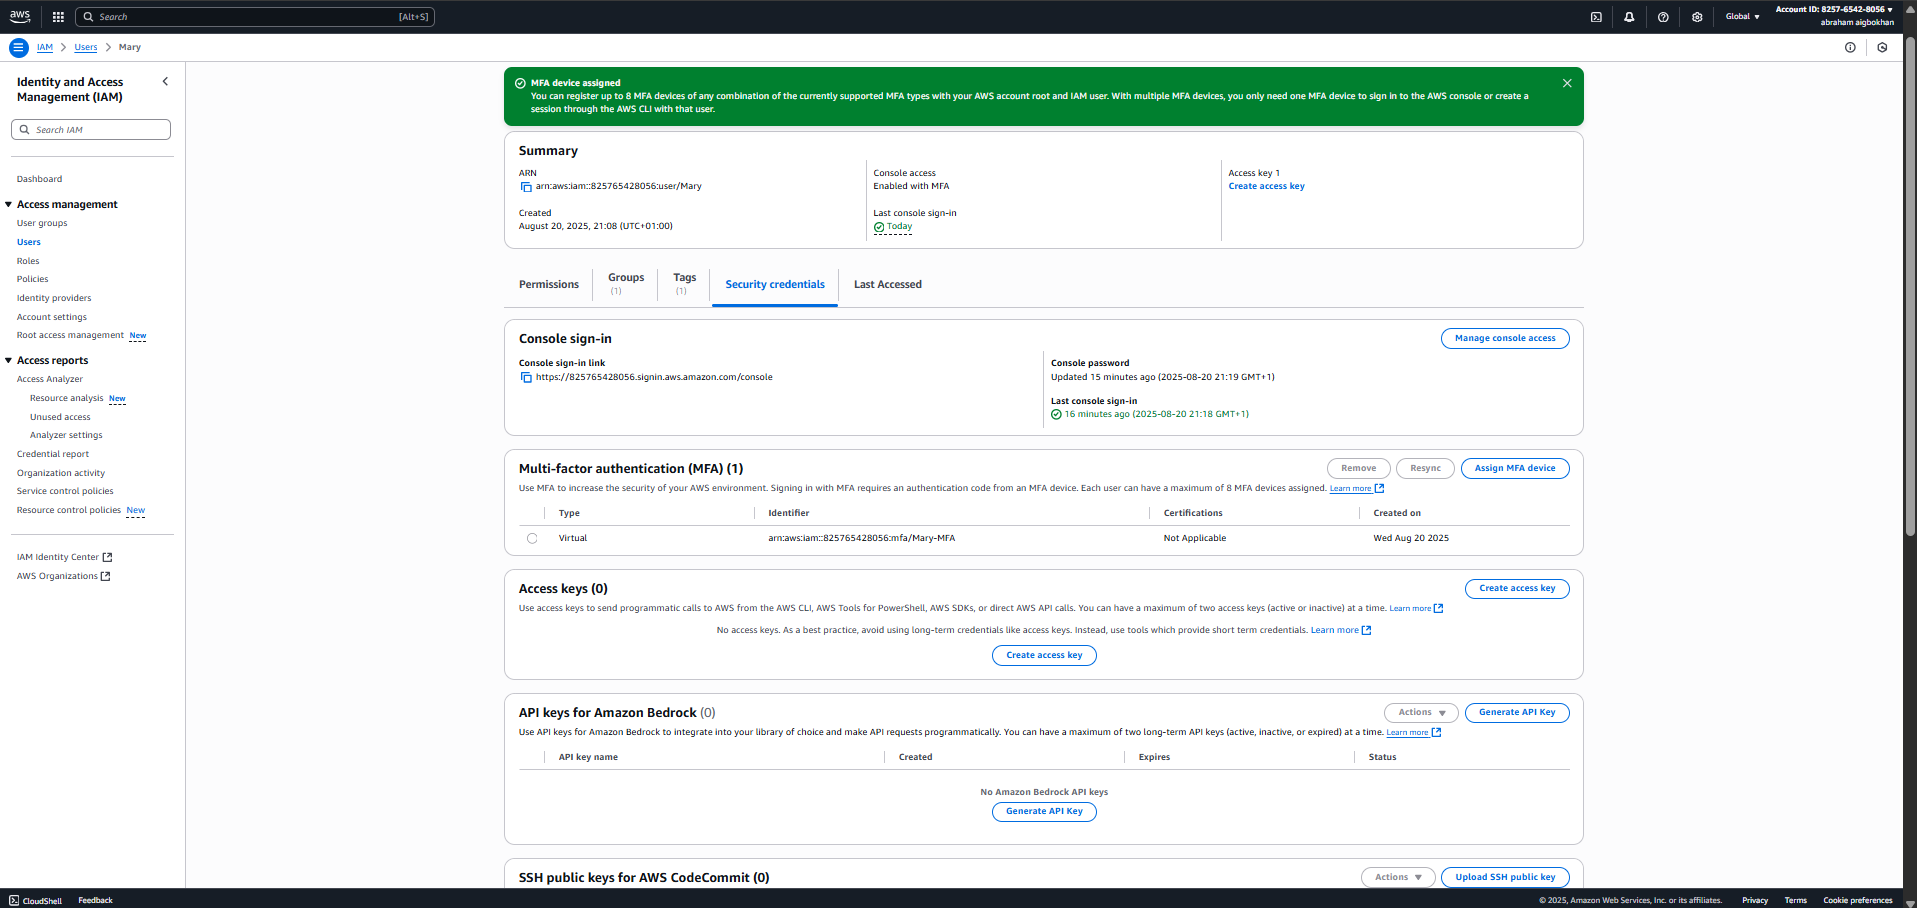 aws
Search
[Alt+S]
Global
Account ID: 8257-6542-8056
abraham aigbokhan
IAM
Users
Mary
Identity and Access
Management (IAM)
Search IAM
Dashboard
Access management
User groups
Users
Roles
Policies
Identity providers
Account settings
Root access management New
Access reports
Access Analyzer
Resource analysis New
Unused access
Analyzer settings
Credential report
Organization activity
Service control policies
Resource control policies New
IAM Identity Center
AWS Organizations
MFA device assigned
You can register up to 8 MFA devices of any combination of the currently supported MFA types with your AWS account root and IAM user. With multiple MFA devices, you only need one MFA device to sign in to the AWS console or create a
session through the AWS CLI with that user.
Summary
ARN
arn:aws:iam::825765428056:user/Mary
Created
August 20, 2025, 21:08 (UTC+01:00)
Console access
Enabled with MFA
Last console sign-in
Today
Access key 1
Create access key
Permissions
Groups
(1)
Tags
(1)
Security credentials
Last Accessed
Console sign-in
Manage console access
Console sign-in link
https://825765428056.signin.aws.amazon.com/console
Console password
Updated 15 minutes ago (2025-08-20 21:19 GMT+1)
Last console sign-in
16 minutes ago (2025-08-20 21:18 GMT+1)
Multi-factor authentication (MFA) (1)
Remove
Resync
Assign MFA device
Use MFA to increase the security of your AWS environment. Signing in with MFA requires an authentication code from an MFA device. Each user can have a maximum of 8 MFA devices assigned. Learn more
Type
Identifier
Certifications
Created on
Virtual
arn:aws:iam::825765428056:mfa/Mary-MFA
Not Applicable
Wed Aug 20 2025
Access keys (0)
Create access key
Use access keys to send programmatic calls to AWS from the AWS CLI, AWS Tools for PowerShell, AWS SDKs, or direct AWS API calls. You can have a maximum of two access keys (active or inactive) at a time. Learn more
No access keys. As a best practice, avoid using long-term credentials like access keys. Instead, use tools which provide short term credentials. Learn more
Create access key
API keys for Amazon Bedrock (0)
Actions
Generate API Key
Use API keys for Amazon Bedrock to integrate into your library of choice and make API requests programmatically. You can have a maximum of two long-term API keys (active, inactive, or expired) at a time. Learn more
API key name
Created
Expires
Status
No Amazon Bedrock API keys
Generate API Key
SSH public keys for AWS CodeCommit (0)
Actions
Upload SSH public key
CloudShell
Feedback
© 2025, Amazon Web Services, Inc. or its affiliates.
Privacy
Terms
Cookie preferences